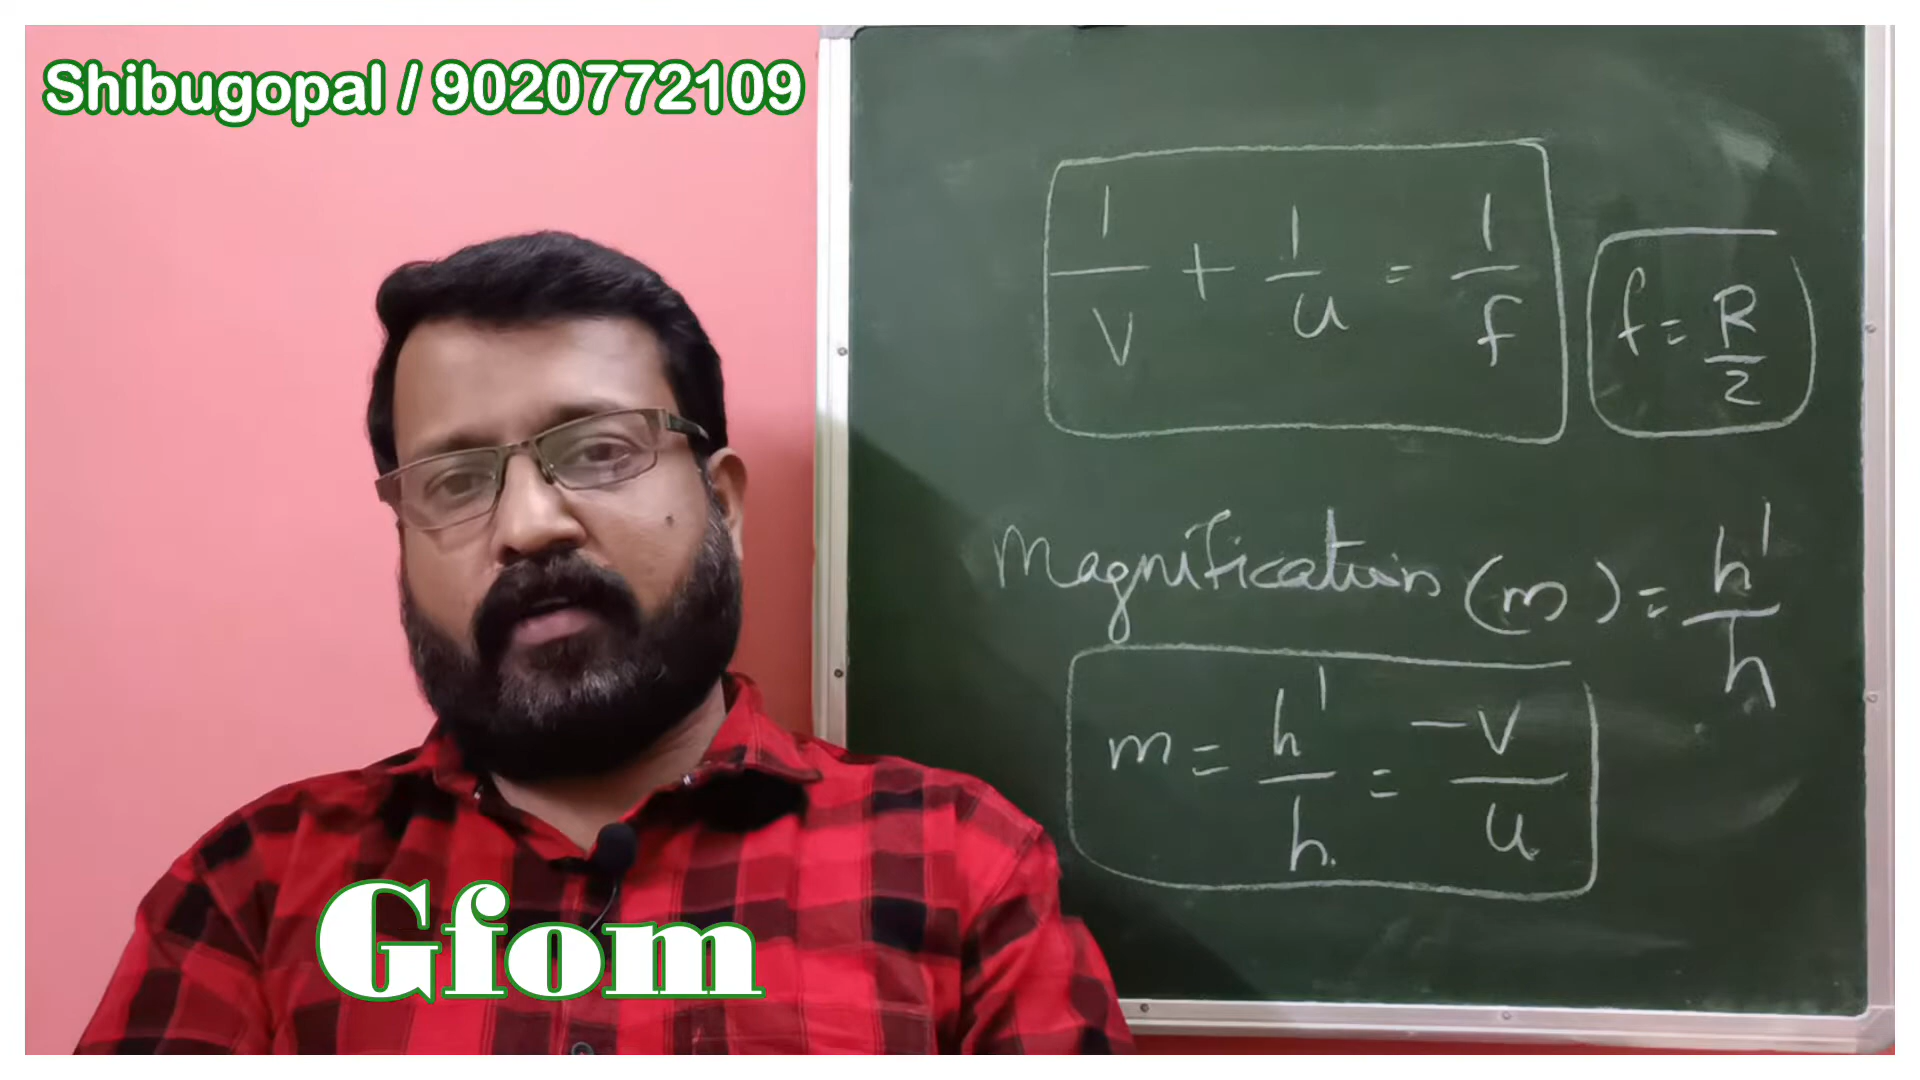 Shibugopal / 9020772109
1/v + 1/u = 1/f
f = R/2
Magnification (m) = h'/h
m = h'/h = -v/u
Gfom